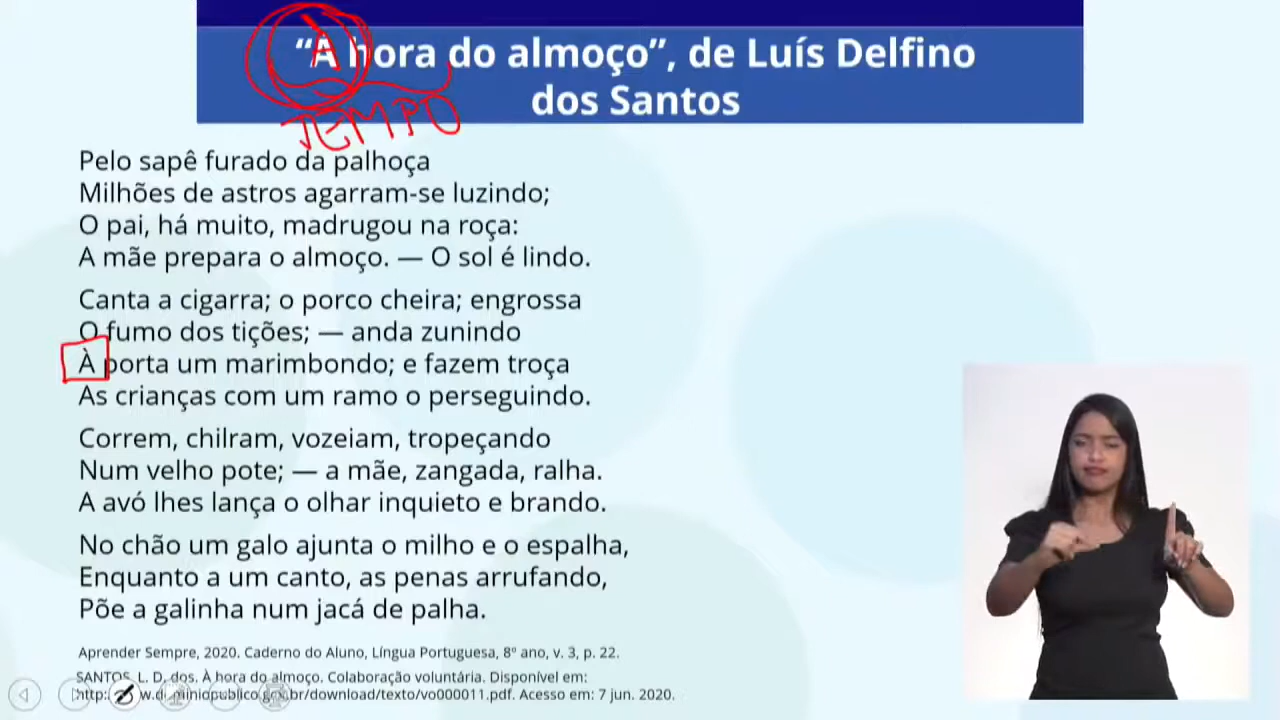 “À hora do almoço”, de Luís Delfino
dos Santos
TEMPO
Pelo sapê furado da palhoça
Milhões de astros agarram-se luzindo;
O pai, há muito, madrugou na roça:
A mãe prepara o almoço. — O sol é lindo.
Canta a cigarra; o porco cheira; engrossa
O fumo dos tições; — anda zunindo
À porta um marimbondo; e fazem troça
As crianças com um ramo o perseguindo.
Correm, chilram, vozeiam, tropeçando
Num velho pote; — a mãe, zangada, ralha.
A avó lhes lança o olhar inquieto e brando.
No chão um galo ajunta o milho e o espalha,
Enquanto a um canto, as penas arrufando,
Põe a galinha num jacá de palha.
Aprender Sempre, 2020. Caderno do Aluno, Língua Portuguesa, 8º ano, v. 3, p. 22.
SANTOS, L. D. dos. À hora do almoço. Colaboração voluntária. Disponível em:
/download/texto/vo000011.pdf. Acesso em: 7 jun. 2020.